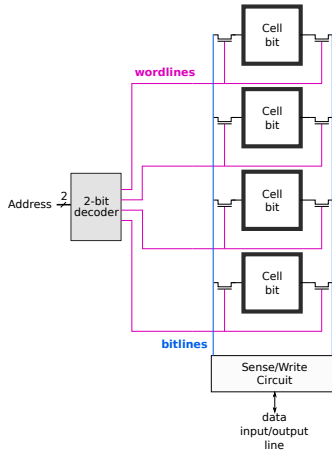 Cell
bit
wordlines
Cell
bit
2
Address
2-bit
decoder
Cell
bit
Cell
bit
bitlines
Sense/Write
Circuit
data
input/output
line